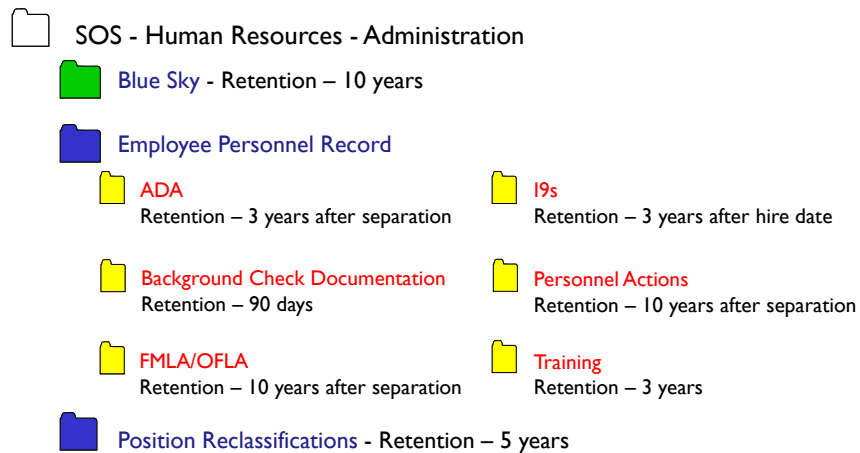 SOS - Human Resources - Administration
Blue Sky - Retention – 10 years
Employee Personnel Record
ADA
Retention – 3 years after separation
I9s
Retention – 3 years after hire date
Background Check Documentation
Retention – 90 days
Personnel Actions
Retention – 10 years after separation
FMLA/OFLA
Retention – 10 years after separation
Training
Retention – 3 years
Position Reclassifications - Retention – 5 years